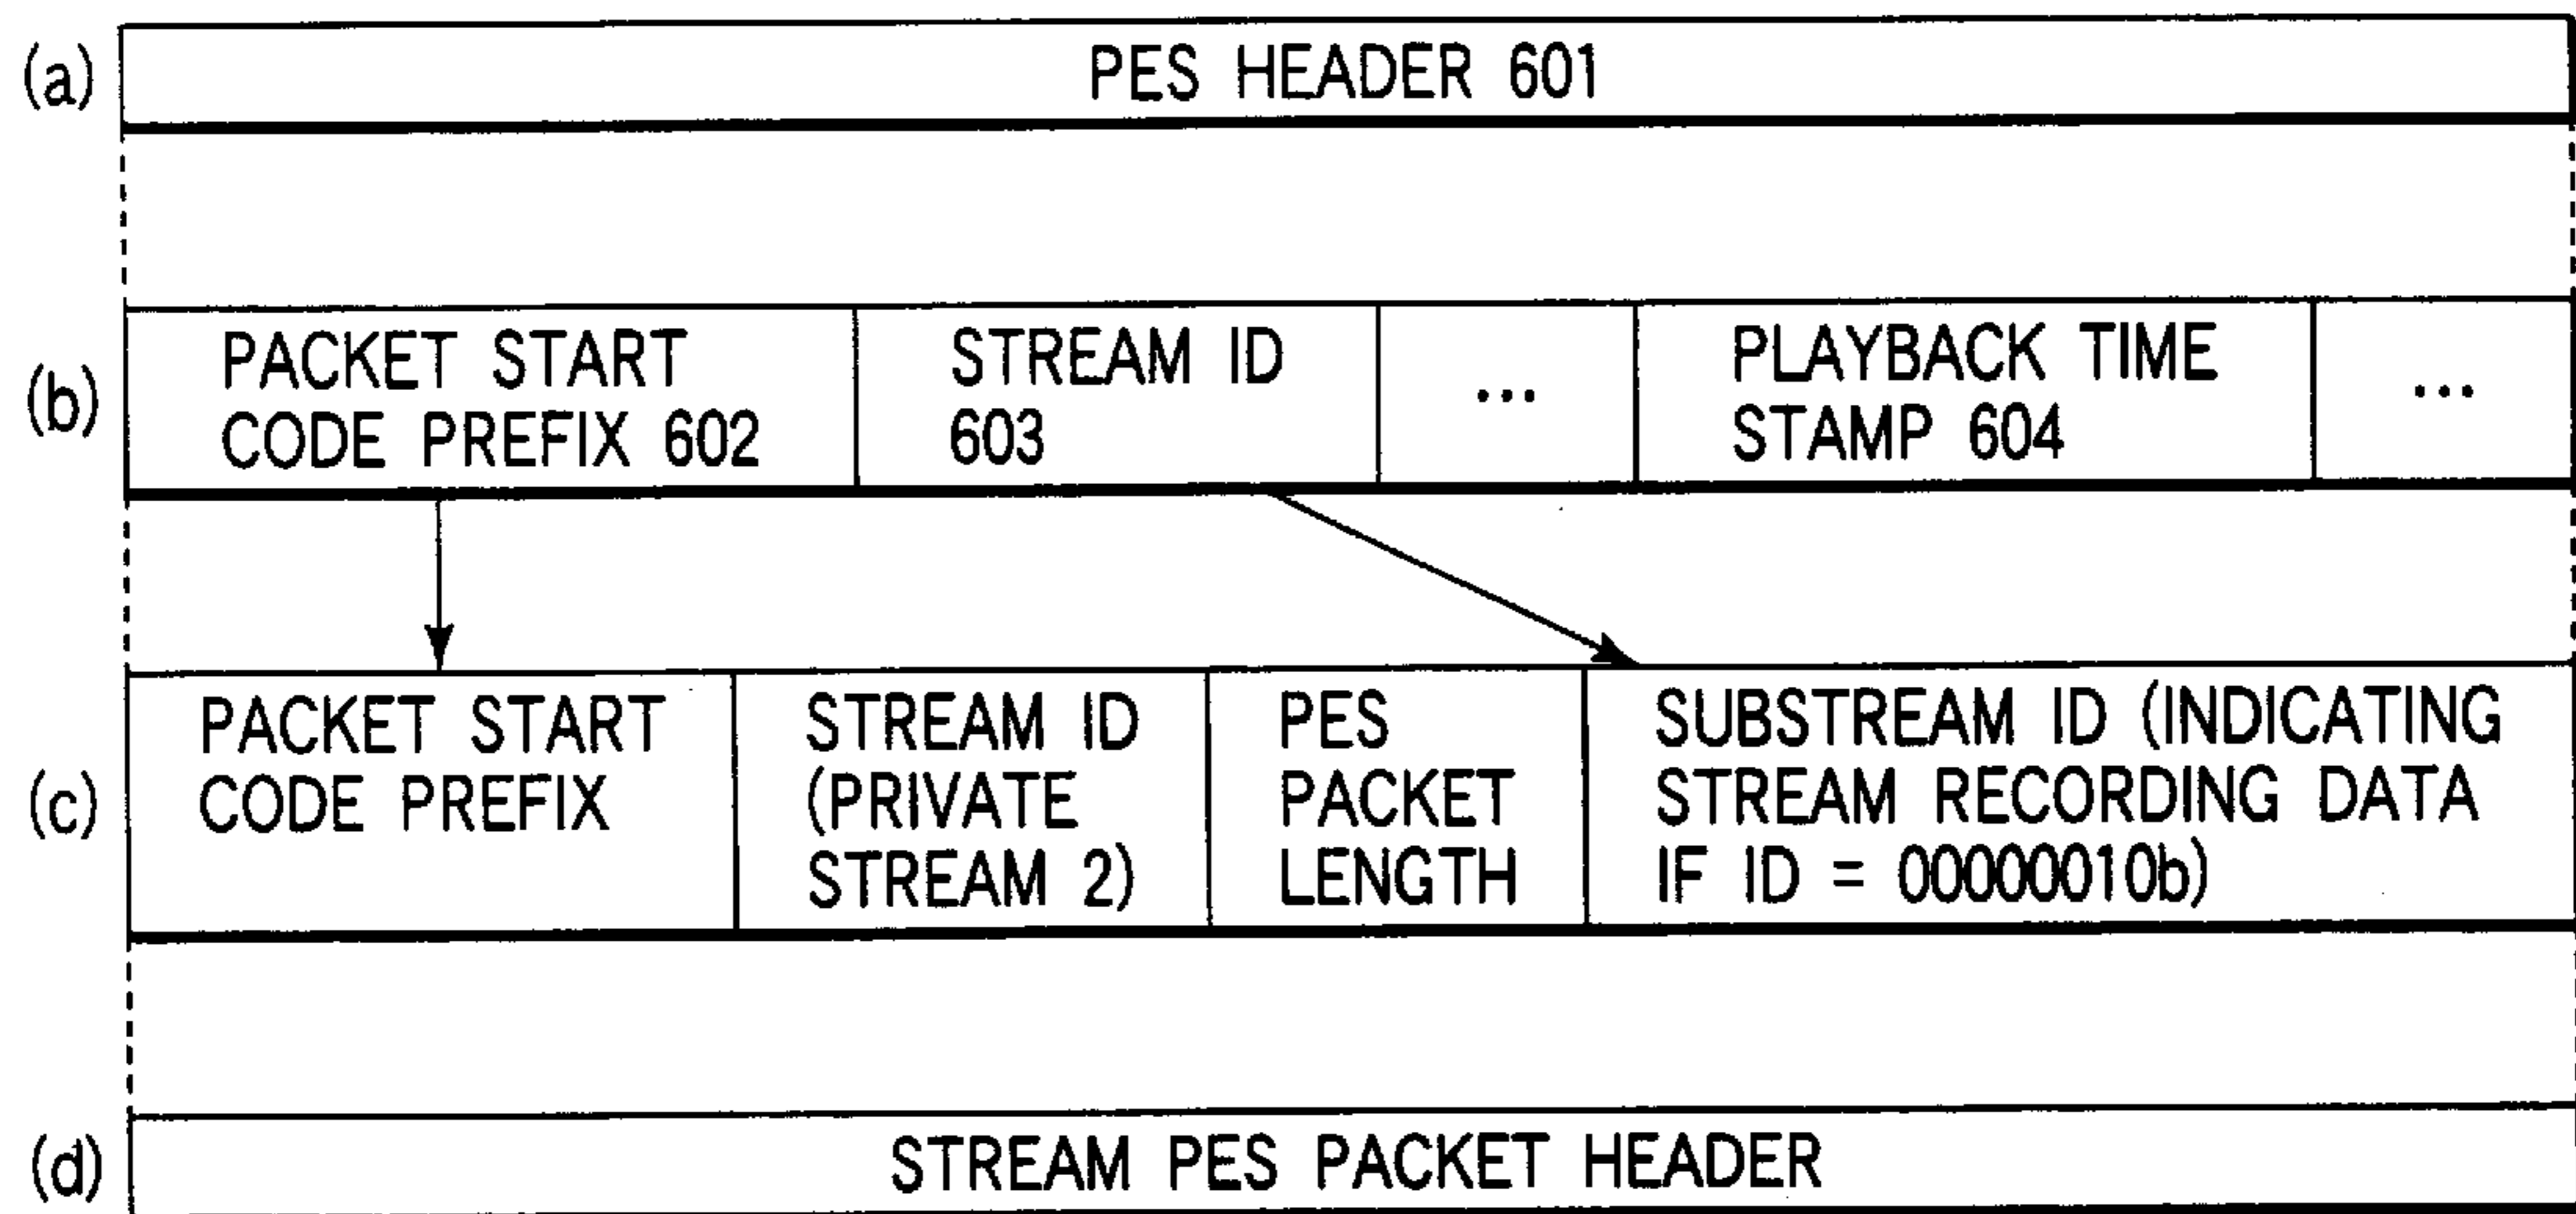 (a)
PES HEADER 601
(b)
PACKET START
CODE PREFIX 602
STREAM ID
603
...
PLAYBACK TIME
STAMP 604
...
(c)
PACKET START
CODE PREFIX
STREAM ID
(PRIVATE
STREAM 2)
PES
PACKET
LENGTH
SUBSTREAM ID (INDICATING
STREAM RECORDING DATA
IF ID = 00000010b)
(d)
STREAM PES PACKET HEADER